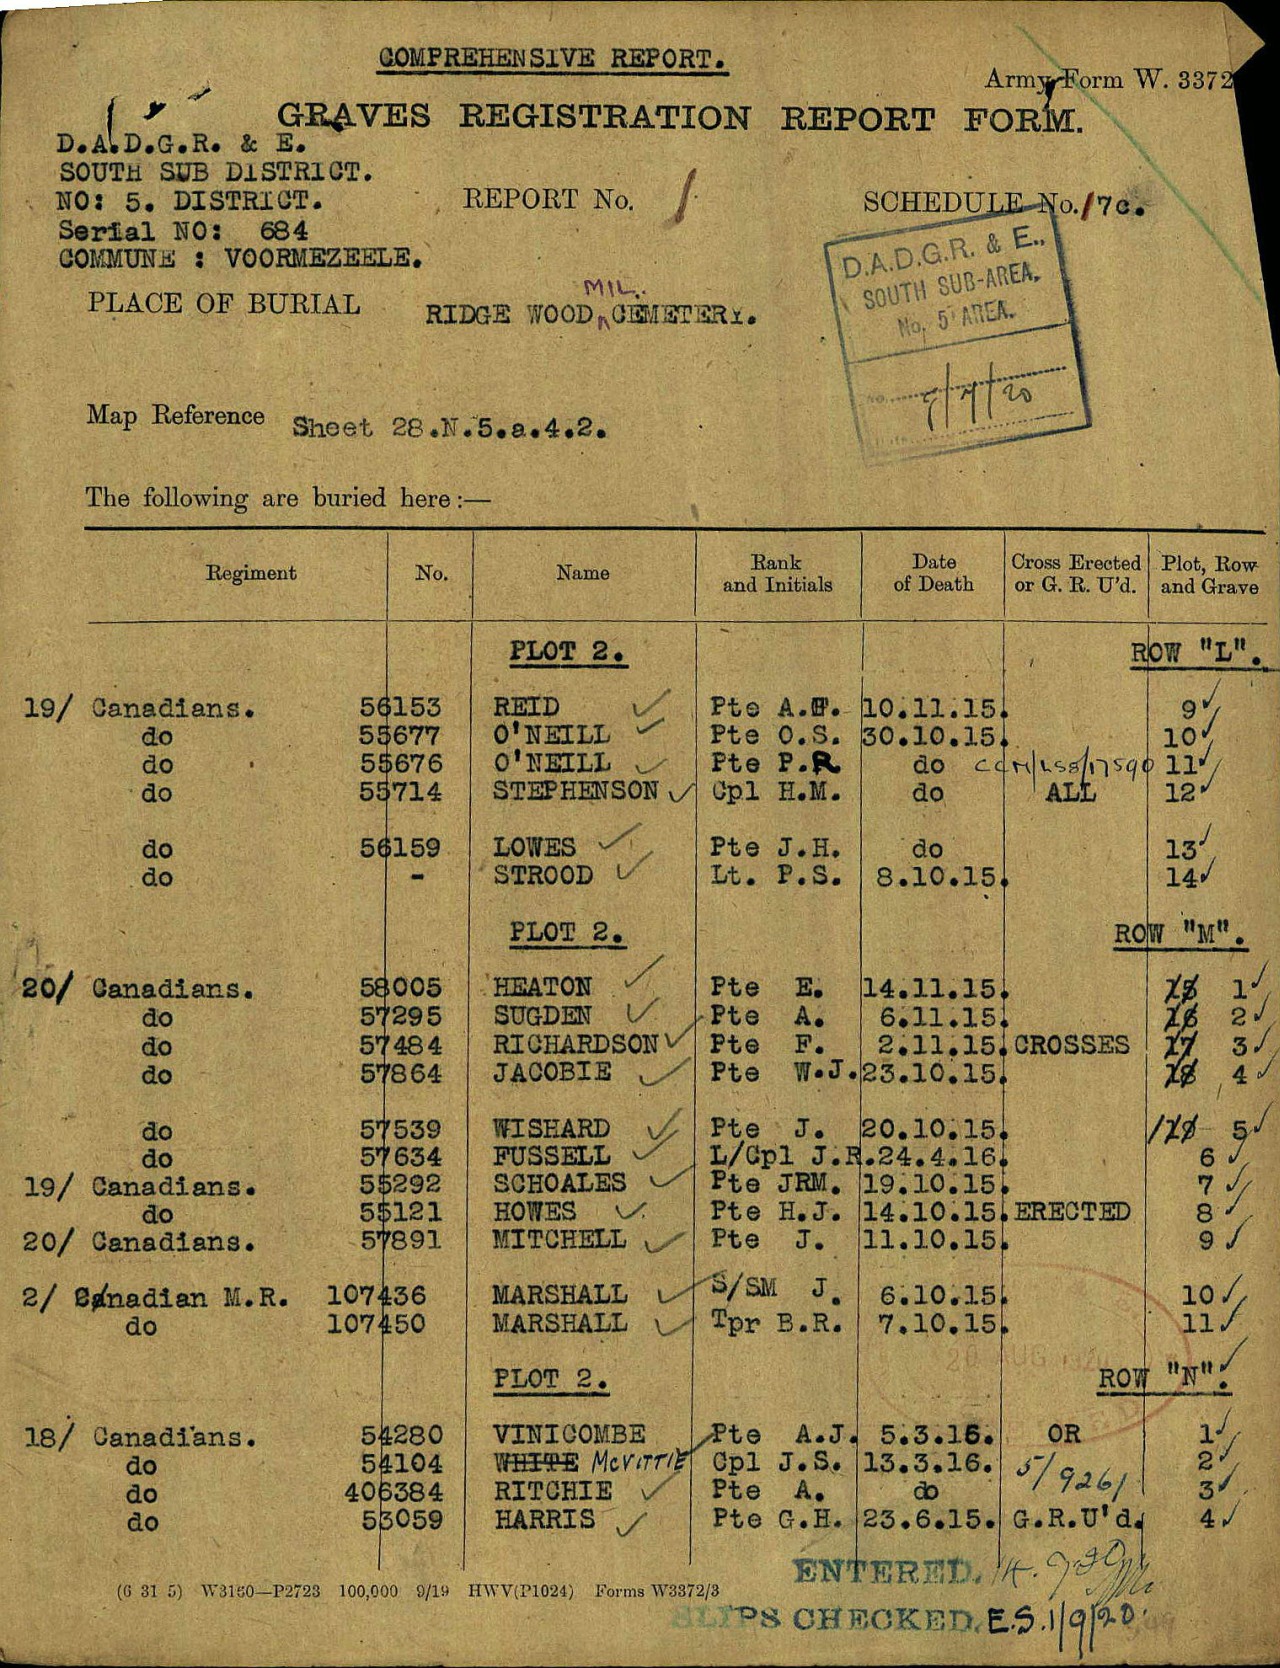 COMPREHENSIVE REPORT.
Army Form W. 3372
GRAVES REGISTRATION REPORT FORM.
D.A.D.G.R. & E.
SOUTH SUB DISTRICT.
NO: 5. DISTRICT.
REPORT No. 1
SCHEDULE No. 17c.
Serial NO: 684
COMMUNE : VOORMEZEELE.
D.A.D.G.R. & E.,
SOUTH SUB-AREA.
No. 5 AREA.
MIL.
PLACE OF BURIAL RIDGE WOOD CEMETERY.
Map Reference Sheet 28.N.5.a.4.2.
The following are buried here :—
Regiment No. Name Rank and Initials Date of Death Cross Erected or G. R. U'd. Plot, Row and Grave
PLOT 2. ROW "L".
19/ Canadians. 56153 REID Pte A.F. 10.11.15. 9
do 55677 O'NEILL Pte O.S. 30.10.15. 10
do 55676 O'NEILL Pte P.R do 11
do 55714 STEPHENSON Cpl H.M. do ALL 12
do 56159 LOWES Pte J.H. do 13
do - STROOD Lt. P.S. 8.10.15. 14
PLOT 2. ROW "M".
20/ Canadians. 58005 HEATON Pte E. 14.11.15. 15 1
do 57295 SUGDEN Pte A. 6.11.15. 16 2
do 57484 RICHARDSON Pte F. 2.11.15. CROSSES 17 3
do 57864 JACOBIE Pte W.J. 23.10.15. 18 4
do 57539 WISHARD Pte J. 20.10.15. 5
do 57634 FUSSELL L/Cpl J.R. 24.4.16. 6
19/ Canadians. 55292 SCHOALES Pte JRM. 19.10.15. 7
do 55121 HOWES Pte H.J. 14.10.15. ERECTED 8
20/ Canadians. 57891 MITCHELL Pte J. 11.10.15. 9
2/ Canadian M.R. 107436 MARSHALL S/SM J. 6.10.15. 10
do 107450 MARSHALL Tpr B.R. 7.10.15. 11
20 AUG
PLOT 2. ROW "N".
18/ Canadians. 54280 VINICOMBE Pte A.J. 5.3.16. OR 1
do 54104 WHITE McVITTIE Cpl J.S. 13.3.16. 5/9261 2
do 406384 RITCHIE Pte A. do 3
do 53059 HARRIS Pte G.H. 23.6.15. G.R.U'd. 4
ENTERED.
(6 31 5) W3160—P2723 100,000 9/19 HWV(P1024) Forms W3372/3
SLIPS CHECKED. E.S. 1/9/20.